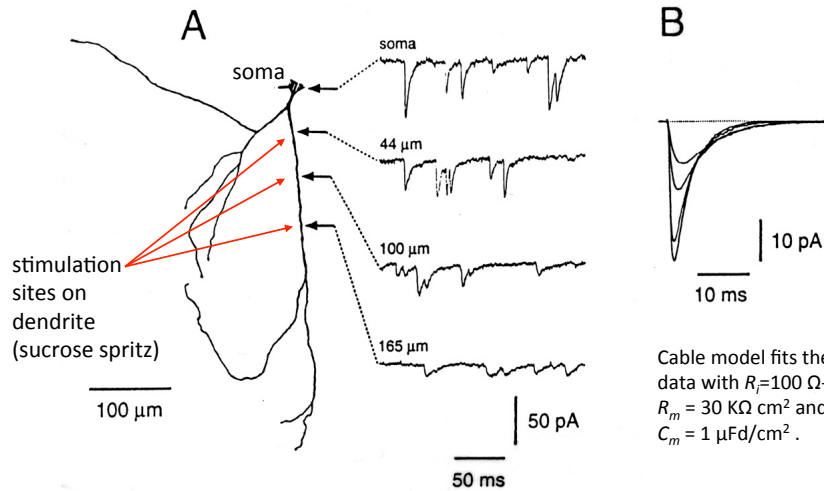 A
B
soma
soma
44 μm
100 μm
165 μm
stimulation
sites on
dendrite
(sucrose spritz)
100 μm
50 pA
50 ms
10 pA
10 ms
Cable model fits the
data with Ri=100 Ω-
Rm = 30 KΩ cm² and
Cm = 1 μFd/cm² .